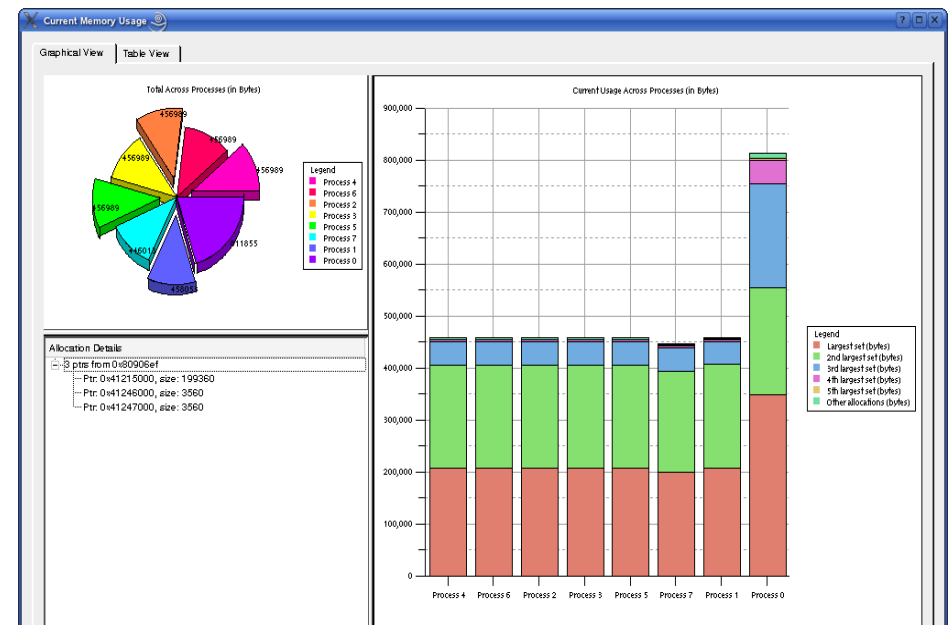 Current Memory Usage
Graphical View
Table View
Total Across Processes (in Bytes)
456989
456989
456989
456989
456989
458055
Legend
Process 4
Process 6
Process 2
Process 3
Process 5
Process 7
Process 1
Process 0
Allocation Details
3 ptrs from 0x80906ef
Ptr: 0x41215000, size: 199360
Ptr: 0x41246000, size: 3560
Ptr: 0x41247000, size: 3560
Current Usage Across Processes (in Bytes)
900,000
800,000
700,000
600,000
500,000
400,000
300,000
200,000
100,000
0
Process 4
Process 6
Process 2
Process 3
Process 5
Process 7
Process 1
Process 0
Legend
Largest set (bytes)
2nd largest set (bytes)
3rd largest set (bytes)
4th largest set (bytes)
5th largest set (bytes)
Other allocations (bytes)